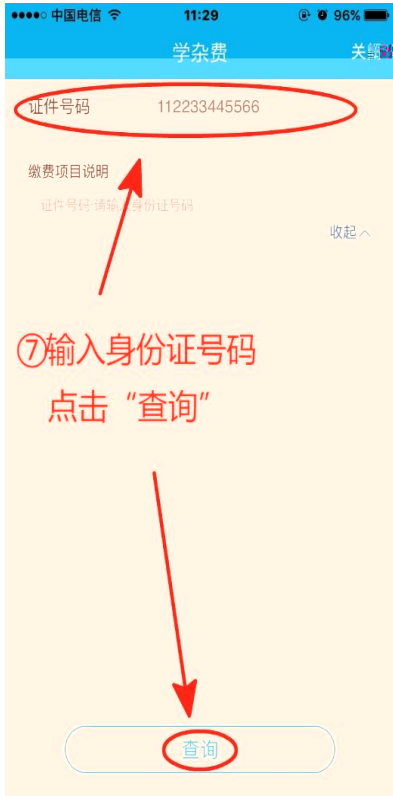 中国电信 11:29 96%
学杂费
证件号码 112233445566
缴费项目说明
证件号码:请输入身份证号码
收起
⑦输入身份证号码
点击“查询”
查询